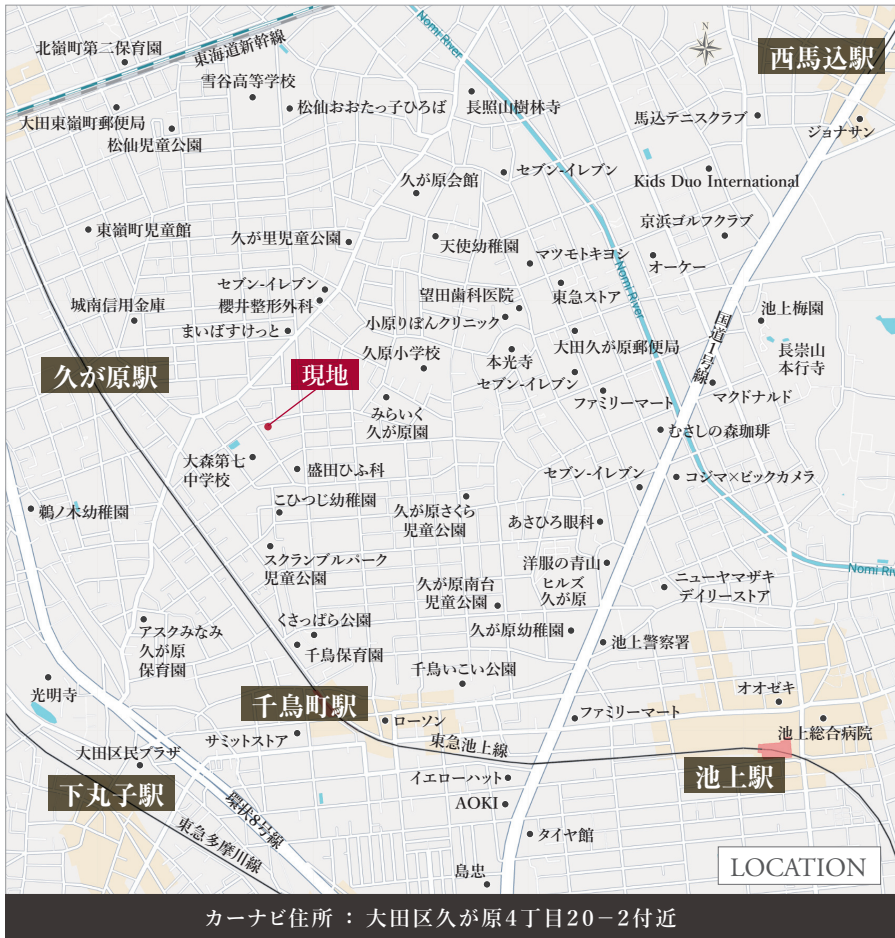 Nomi River
N
北嶺町第二保育園
東海道新幹線
西馬込駅
雪谷高等学校
松仙おおたっ子ひろば
長照山樹林寺
大田東嶺町郵便局
松仙児童公園
馬込テニスクラブ
ジョナサン
久が原会館
セブン-イレブン
Kids Duo International
東嶺町児童館
久が里児童公園
天使幼稚園
マツモトキヨシ
京浜ゴルフクラブ
オーケー
Nomi River
セブン-イレブン
櫻井整形外科
望田歯科医院
東急ストア
城南信用金庫
まいばすけっと
小原りぼんクリニック
池上梅園
国道1号線
久原小学校
本光寺
大田久が原郵便局
長崇山
本行寺
久が原駅
現地
セブン-イレブン
ファミリーマート
マクドナルド
みらいく
久が原園
むさしの森珈琲
大森第七
中学校
盛田ひふ科
セブン-イレブン
コジマ×ビックカメラ
こひつじ幼稚園
鵜ノ木幼稚園
久が原さくら
児童公園
あさひろ眼科
スクランブルパーク
児童公園
洋服の青山
ヒルズ
久が原
Nomi River
久が原南台
児童公園
ニューヤマザキ
デイリーストア
アスクみなみ
久が原
保育園
くさっぱら公園
千鳥保育園
久が原幼稚園
池上警察署
光明寺
千鳥いこい公園
オオゼキ
千鳥町駅
ローソン
ファミリーマート
池上総合病院
サミットストア
東急池上線
大田区民プラザ
池上駅
下丸子駅
イエローハット
AOKI
環状8号線
東急多摩川線
タイヤ館
島忠
LOCATION
カーナビ住所 : 大田区久が原4丁目20−2付近